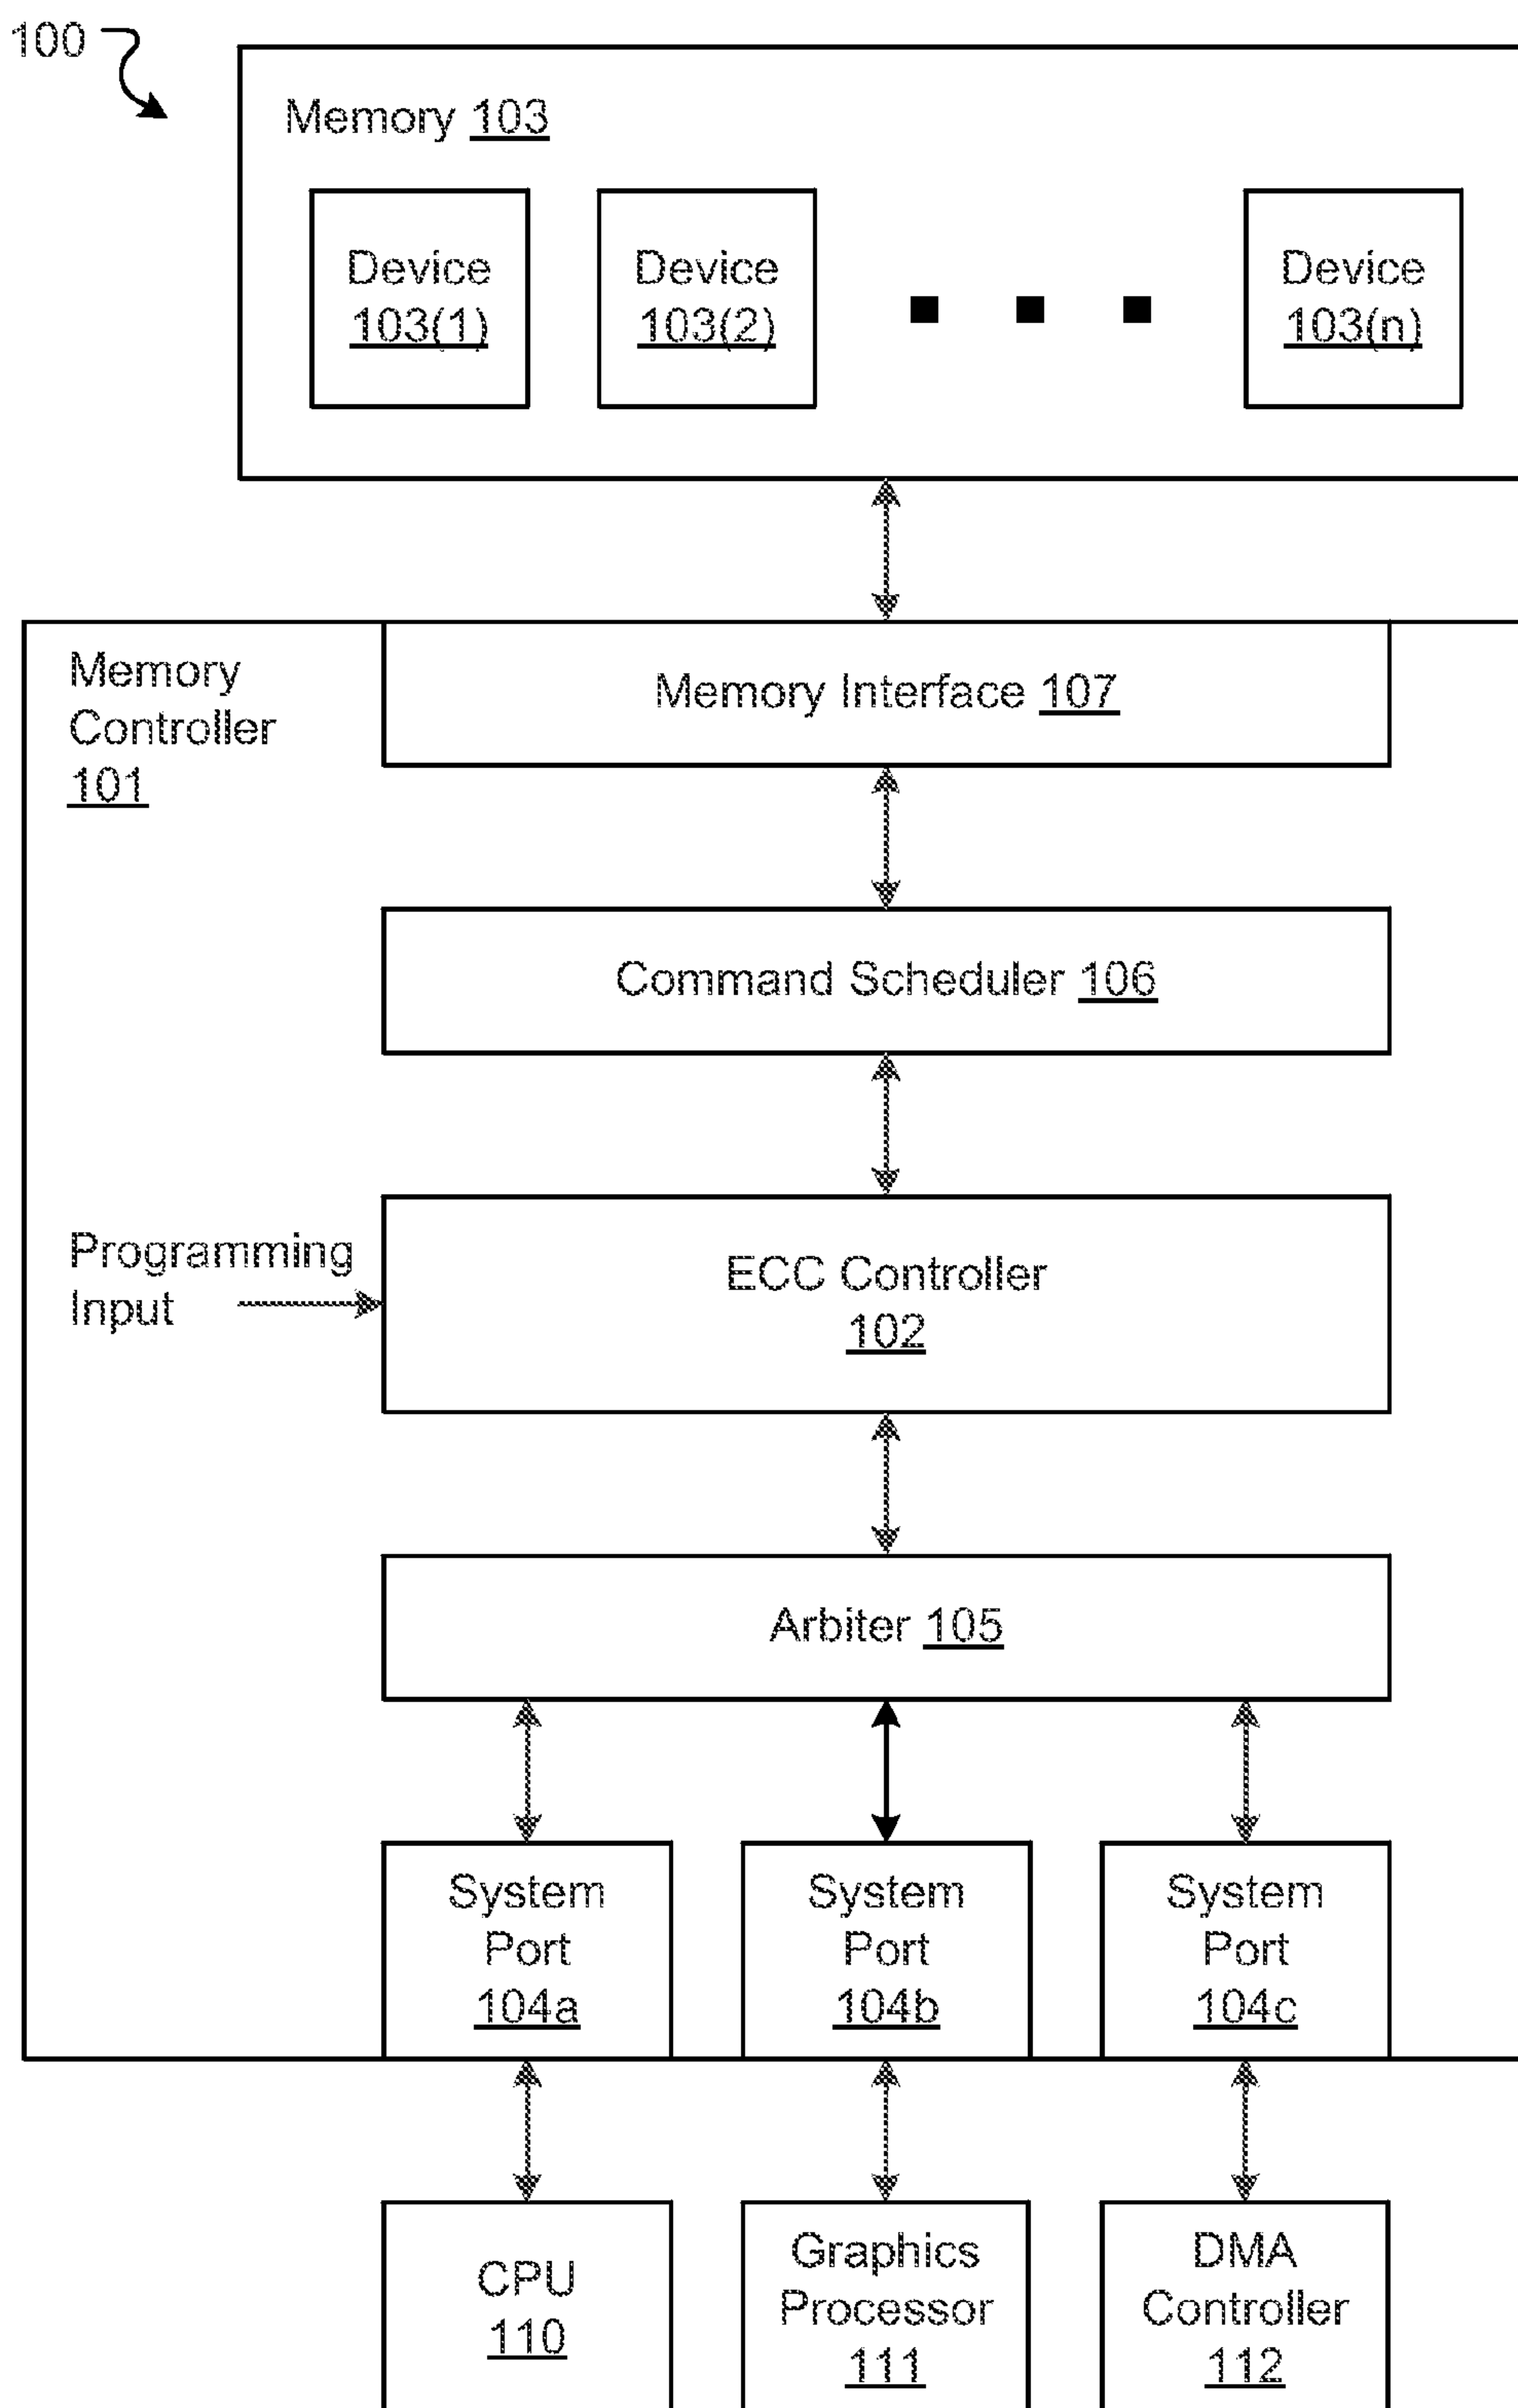 100
Memory 103
Device
103(1)
Device
103(2)
Device
103(n)
Memory
Controller
101
Memory Interface 107
Command Scheduler 106
Programming
Input
ECC Controller
102
Arbiter 105
System
Port
104a
System
Port
104b
System
Port
104c
CPU
110
Graphics
Processor
111
DMA
Controller
112